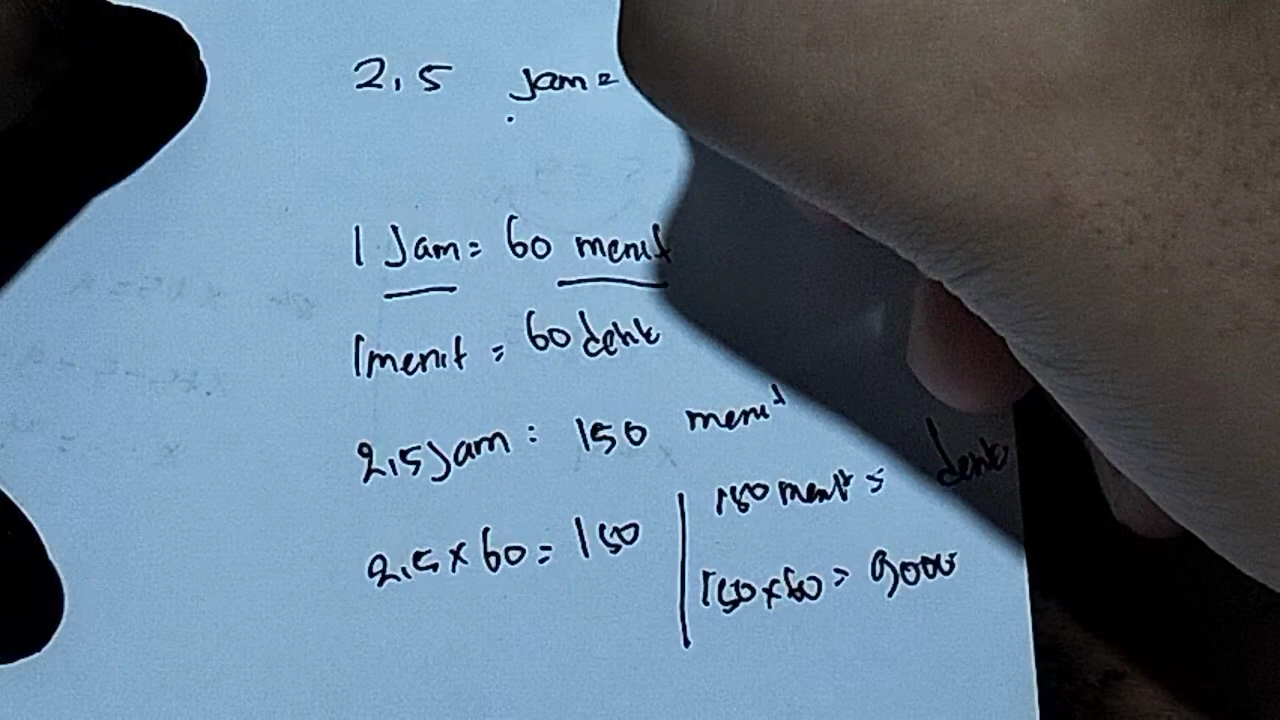 2,5 Jam=
1 Jam= 60 menit
1menit = 60 detik
2,5 Jam= 150 menit
150 menit = detik
2,5 x 60 = 150
150 x 60 = 9000